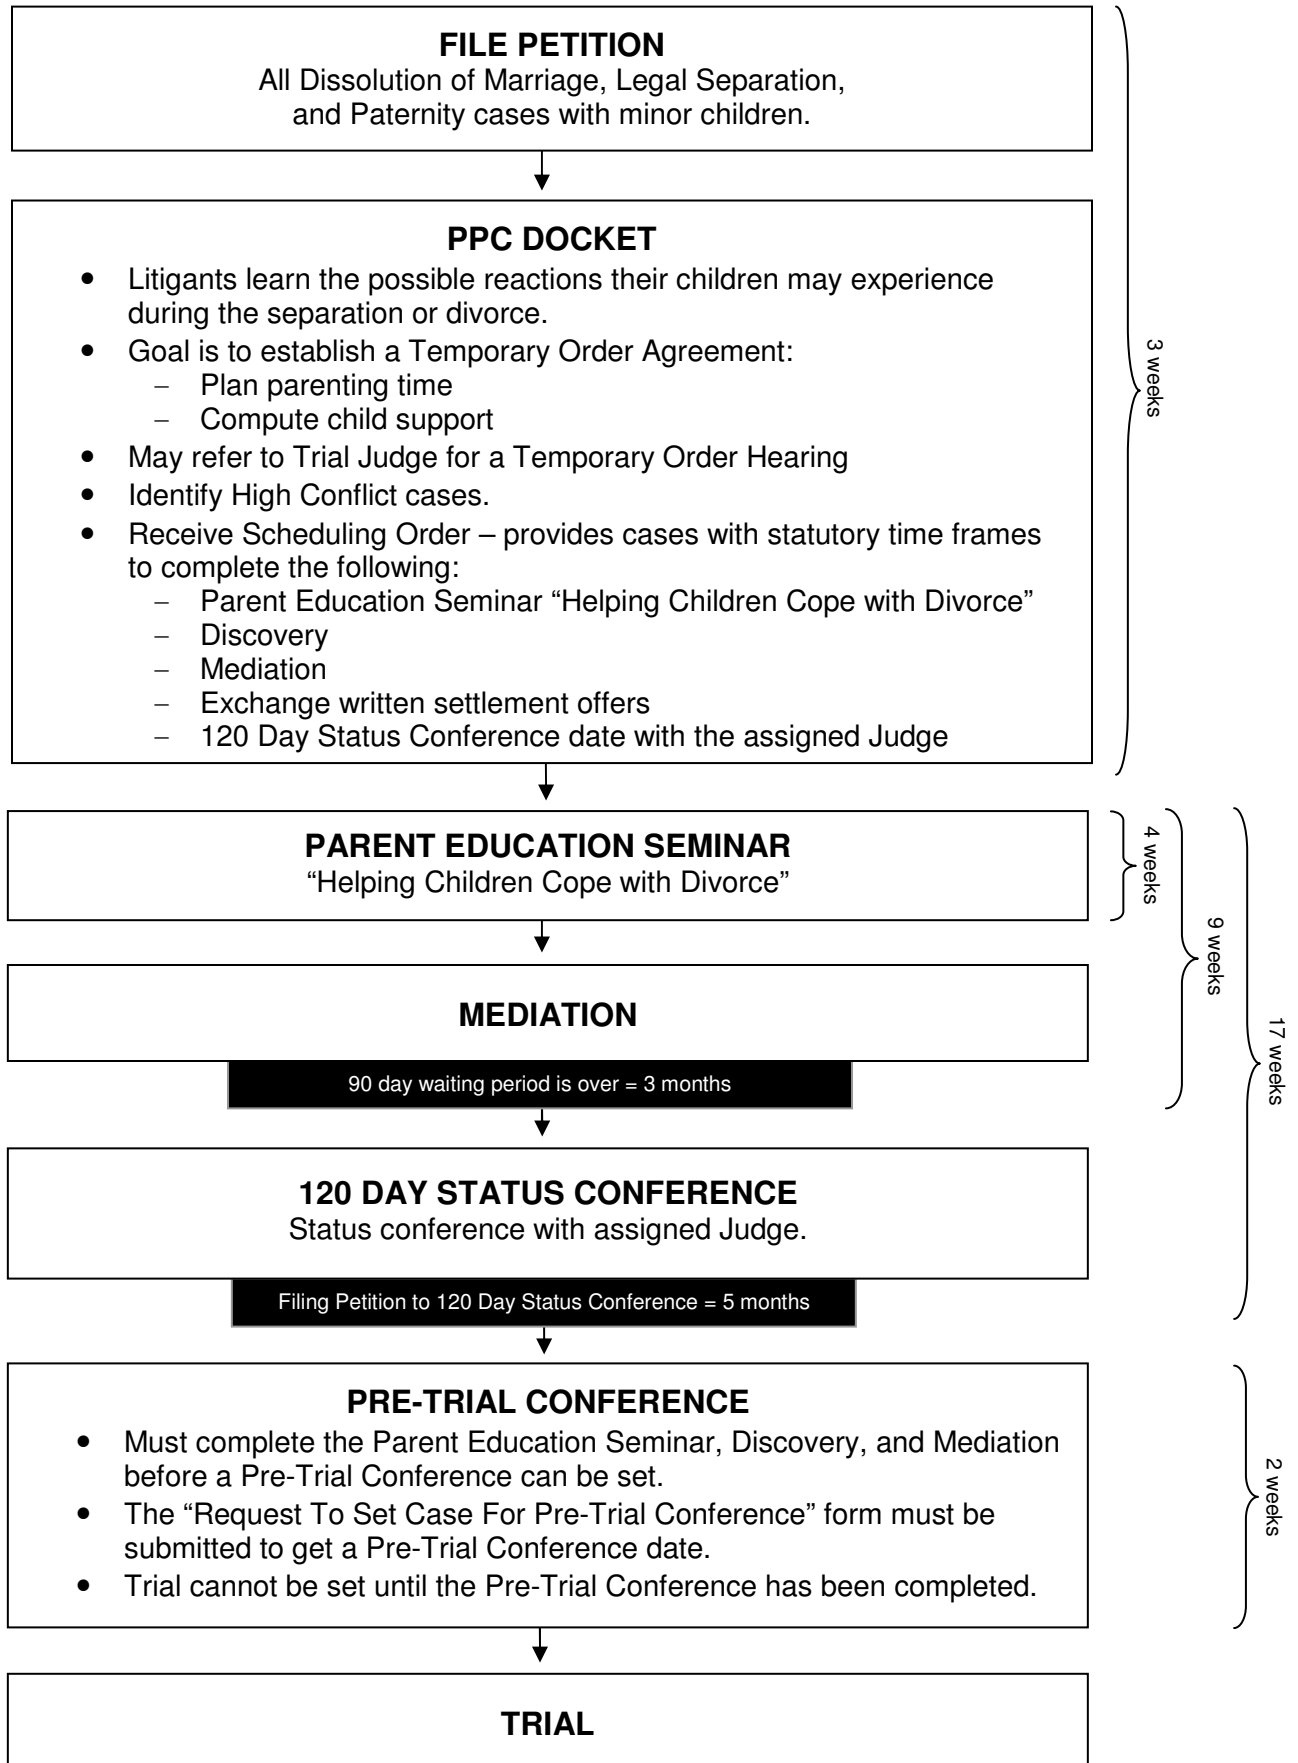 FILE PETITION
All Dissolution of Marriage, Legal Separation,
and Paternity cases with minor children.
PPC DOCKET
• Litigants learn the possible reactions their children may experience
during the separation or divorce.
• Goal is to establish a Temporary Order Agreement:
− Plan parenting time
− Compute child support
• May refer to Trial Judge for a Temporary Order Hearing
• Identify High Conflict cases.
• Receive Scheduling Order – provides cases with statutory time frames
to complete the following:
− Parent Education Seminar “Helping Children Cope with Divorce”
− Discovery
− Mediation
− Exchange written settlement offers
− 120 Day Status Conference date with the assigned Judge
3 weeks
PARENT EDUCATION SEMINAR
“Helping Children Cope with Divorce”
4 weeks
MEDIATION
90 day waiting period is over = 3 months
9 weeks
120 DAY STATUS CONFERENCE
Status conference with assigned Judge.
Filing Petition to 120 Day Status Conference = 5 months
17 weeks
PRE-TRIAL CONFERENCE
• Must complete the Parent Education Seminar, Discovery, and Mediation
before a Pre-Trial Conference can be set.
• The “Request To Set Case For Pre-Trial Conference” form must be
submitted to get a Pre-Trial Conference date.
• Trial cannot be set until the Pre-Trial Conference has been completed.
2 weeks
TRIAL